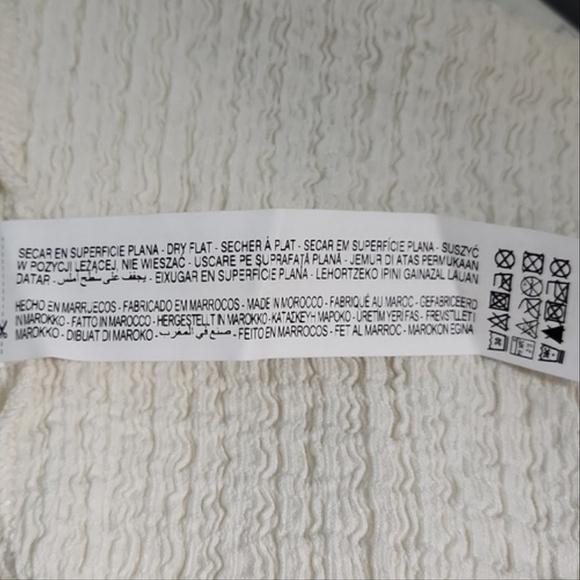 SECAR EN SUPERFICIE PLANA - DRY FLAT - SECHER À PLAT - SECAR EM SUPERFÍCIE PLANA - SUSZYĆ
W POZYCJI LEŻĄCEJ, NIE WIESZAĆ - USCARE PE SUPRAFAŢĂ PLANĂ - JEMUR DI ATAS PERMUKAAN
DATAR - يجفف على سطح أملس - EIXUGAR EN SUPERFÍCIE PLANA - LEHORTZEKO IPINI GAINAZAL LAUAN
HECHO EN MARRUECOS - FABRICADO EM MARROCOS - MADE IN MOROCCO - FABRIQUÉ AU MAROC - GEFABRICEERD
IN MAROKKO - FATTO IN MAROCCO - HERGESTELLT IN MAROKKO - ΚΑΤΑΣΚΕΥΗ ΜΑΡΟΚΟ - ÜRETİM YERİ FAS - FREMSTILLET I
MAROKKO - DIBUAT DI MAROKO - صنع في المغرب - FEITO EN MARROCOS - FET AL MARROC - MAROKON EGINA